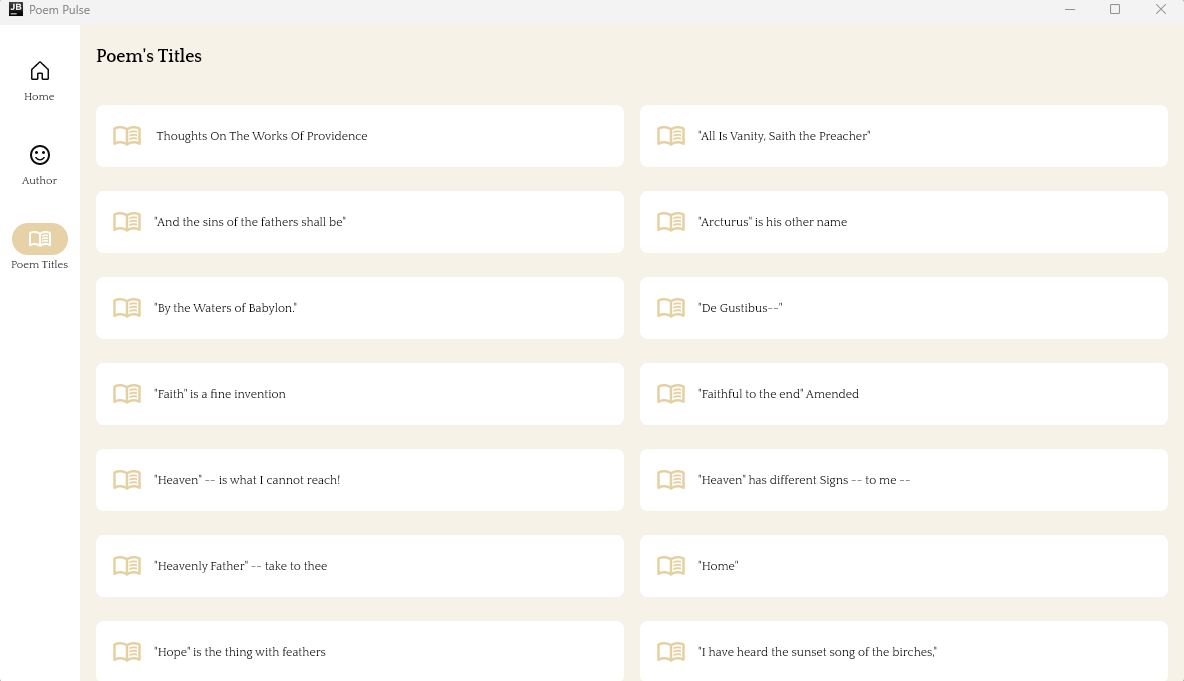 JB
Poem Pulse
Home
Author
Poem Titles
Poem's Titles
Thoughts On The Works Of Providence
"All Is Vanity, Saith the Preacher"
"And the sins of the fathers shall be"
"Arcturus" is his other name
"By the Waters of Babylon."
"De Gustibus--"
"Faith" is a fine invention
"Faithful to the end" Amended
"Heaven" -- is what I cannot reach!
"Heaven" has different Signs -- to me --
"Heavenly Father" -- take to thee
"Home"
"Hope" is the thing with feathers
"I have heard the sunset song of the birches,"